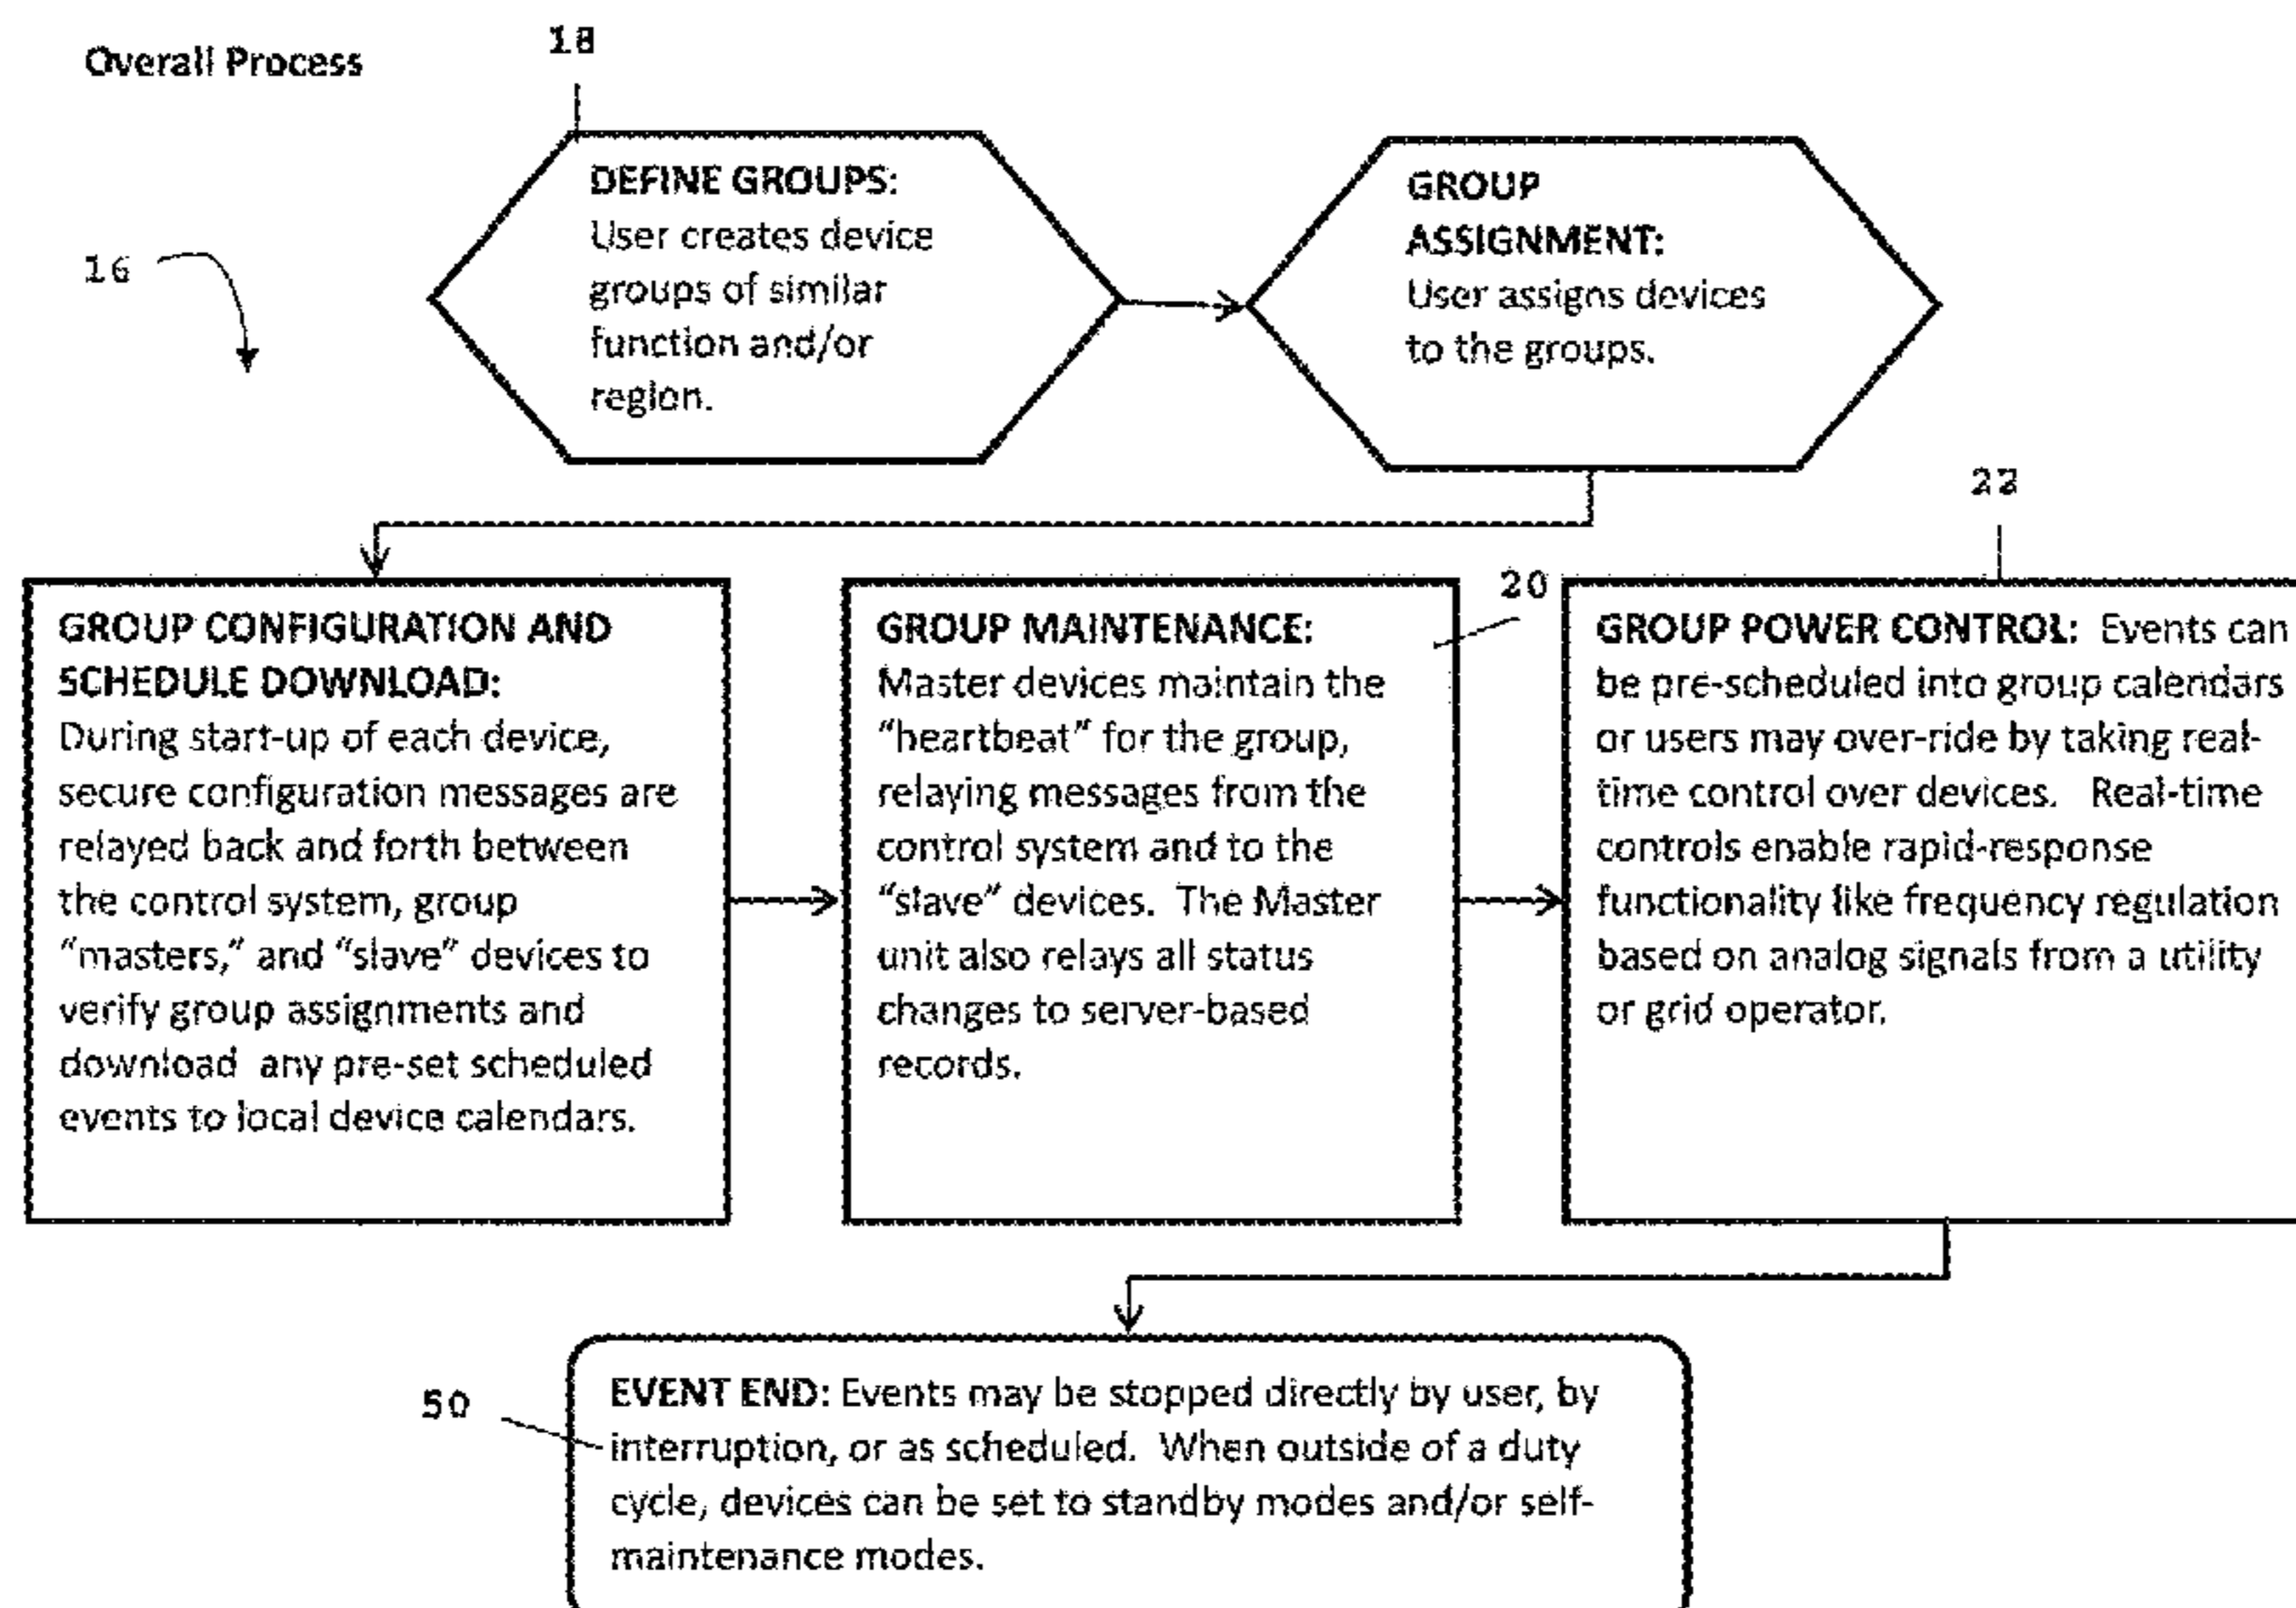 Overall Process
18
DEFINE GROUPS:
User creates device
groups of similar
function and/or
region.
GROUP
ASSIGNMENT:
User assigns devices
to the groups.
16
22
20
GROUP CONFIGURATION AND
SCHEDULE DOWNLOAD:
During start-up of each device,
secure configuration messages are
relayed back and forth between
the control system, group
“masters,” and “slave” devices to
verify group assignments and
download any pre-set scheduled
events to local device calendars.
GROUP MAINTENANCE:
Master devices maintain the
“heartbeat” for the group,
relaying messages from the
control system and to the
“slave” devices. The Master
unit also relays all status
changes to server-based
records.
GROUP POWER CONTROL: Events can
be pre-scheduled into group calendars
or users may over-ride by taking real-
time control over devices. Real-time
controls enable rapid-response
functionality like frequency regulation
based on analog signals from a utility
or grid operator.
50
EVENT END: Events may be stopped directly by user, by
interruption, or as scheduled. When outside of a duty
cycle, devices can be set to standby modes and/or self-
maintenance modes.